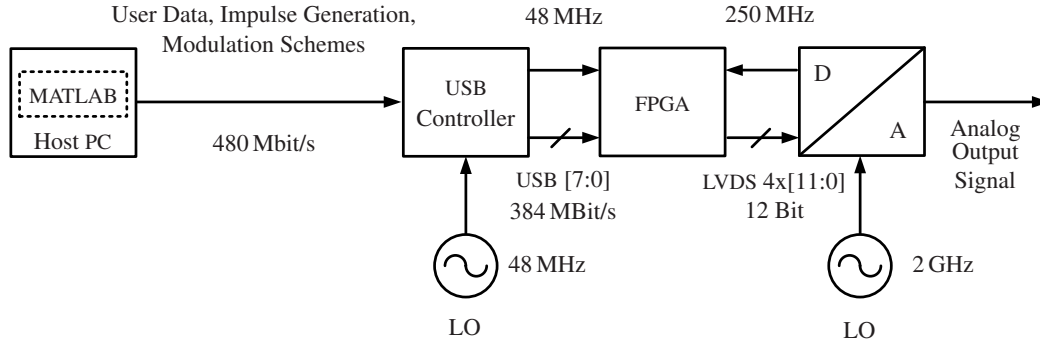 User Data, Impulse Generation,
Modulation Schemes
48 MHz
250 MHz
MATLAB
Host PC
480 Mbit/s
USB
Controller
FPGA
D
A
Analog
Output
Signal
USB [7:0]
384 MBit/s
LVDS 4x[11:0]
12 Bit
48 MHz
2 GHz
LO
LO